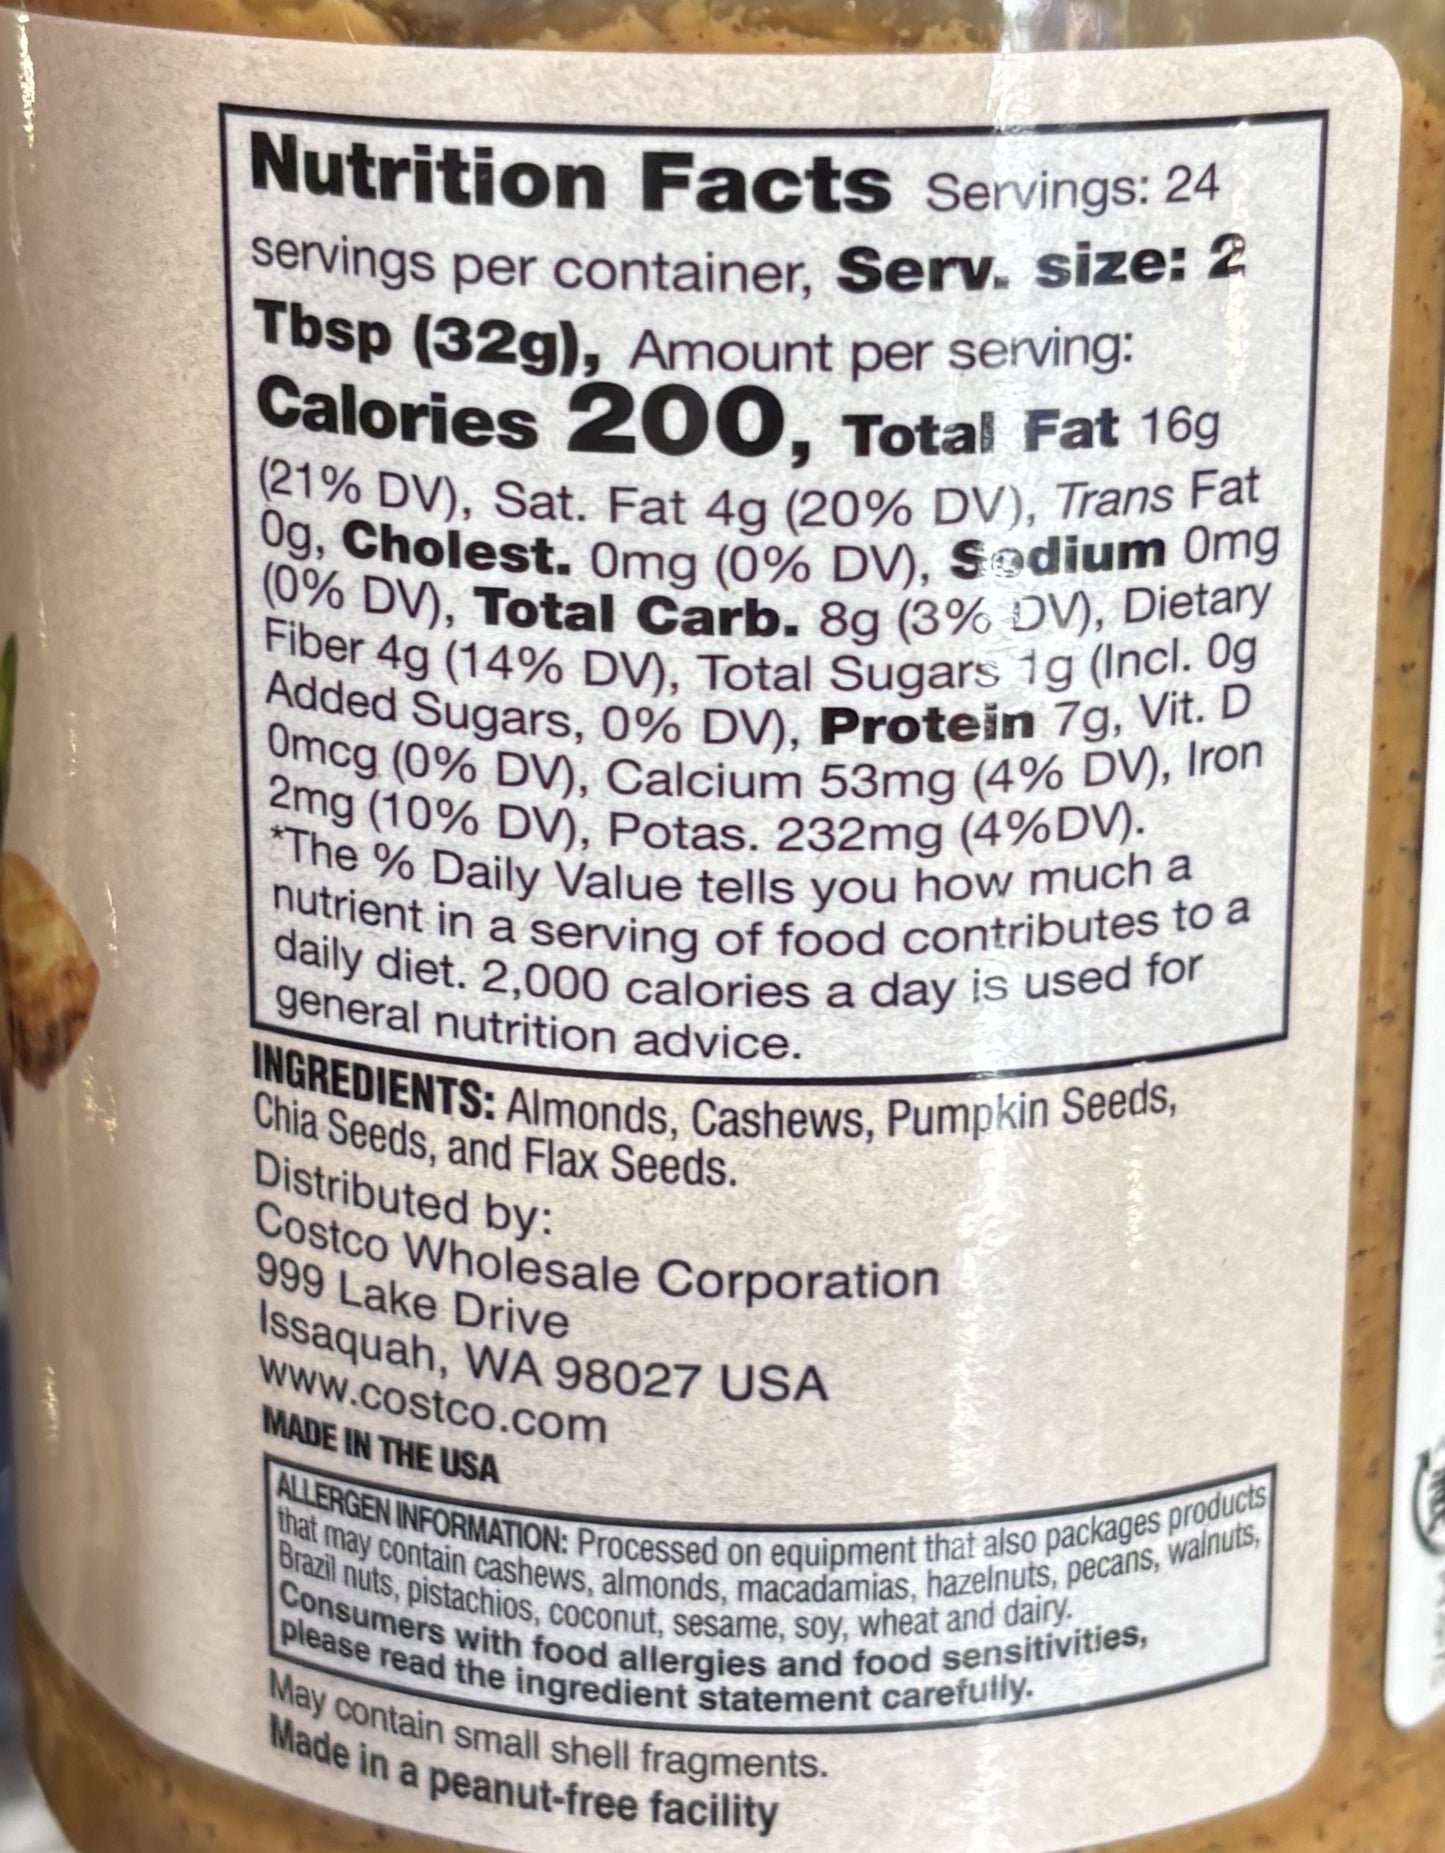 Nutrition Facts Servings: 24
servings per container, Serv. size: 2
Tbsp (32g), Amount per serving:
Calories 200, Total Fat 16g
(21% DV), Sat. Fat 4g (20% DV), Trans Fat
0g, Cholest. 0mg (0% DV), Sodium 0mg
(0% DV), Total Carb. 8g (3% DV), Dietary
Fiber 4g (14% DV), Total Sugars 1g (Incl. 0g
Added Sugars, 0% DV), Protein 7g, Vit. D
0mcg (0% DV), Calcium 53mg (4% DV), Iron
2mg (10% DV), Potas. 232mg (4%DV).
*The % Daily Value tells you how much a
nutrient in a serving of food contributes to a
daily diet. 2,000 calories a day is used for
general nutrition advice.
INGREDIENTS: Almonds, Cashews, Pumpkin Seeds,
Chia Seeds, and Flax Seeds.
Distributed by:
Costco Wholesale Corporation
999 Lake Drive
Issaquah, WA 98027 USA
www.costco.com
MADE IN THE USA
ALLERGEN INFORMATION: Processed on equipment that also packages products
that may contain cashews, almonds, macadamias, hazelnuts, pecans, walnuts,
Brazil nuts, pistachios, coconut, sesame, soy, wheat and dairy.
Consumers with food allergies and food sensitivities,
please read the ingredient statement carefully.
May contain small shell fragments.
Made in a peanut-free facility